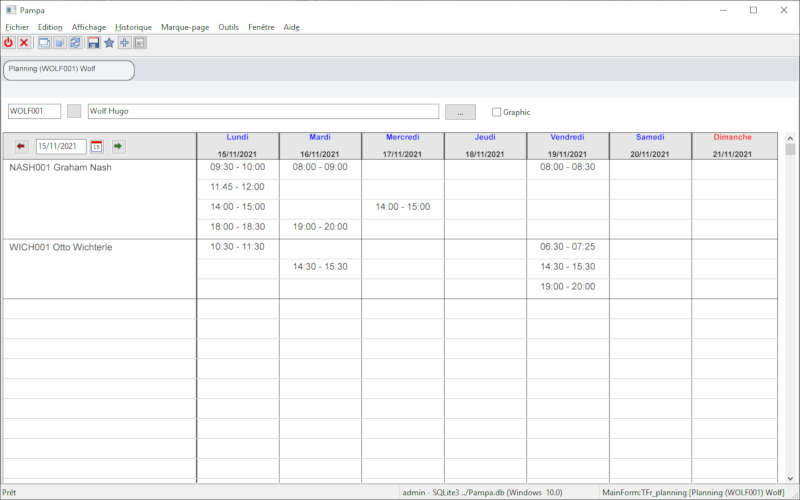 Pampa
Fichier Edition Affichage Historique Marque-page Outils Fenêtre Aide
Planning (WOLF001) Wolf
WOLF001 Wolf Hugo ... Graphic
Lundi Mardi Mercredi Jeudi Vendredi Samedi Dimanche
15/11/2021 15/11/2021 16/11/2021 17/11/2021 18/11/2021 19/11/2021 20/11/2021 21/11/2021
NASH001 Graham Nash 09:30 - 10:00 08:00 - 09:00 08:00 - 08:30
11:45 - 12:00
14:00 - 15:00 14:00 - 15:00
18:00 - 18:30 19:00 - 20:00
WICH001 Otto Wichterle 10:30 - 11:30 06:30 - 07:25
14:30 - 15:30 14:30 - 15:30
19:00 - 20:00
Prêt admin - SQLite3 ../Pampa.db (Windows 10.0) MainForm:TFr_planning [Planning (WOLF001) Wolf]